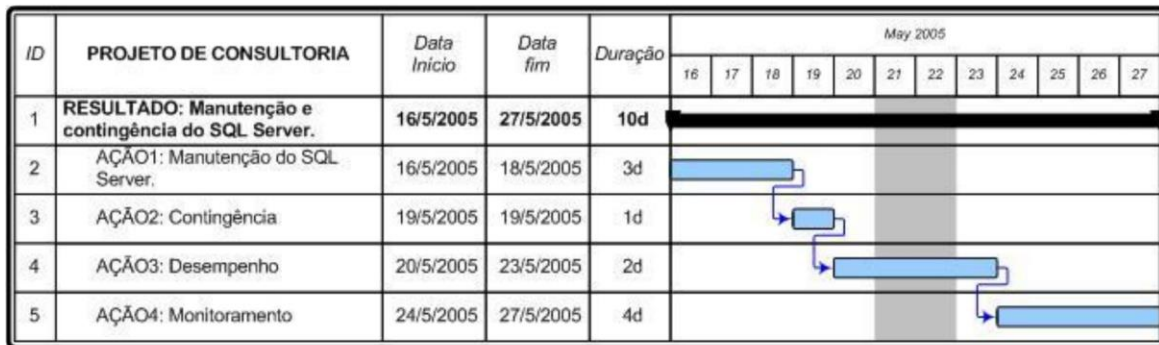 ID PROJETO DE CONSULTORIA Data Início Data fim Duração May 2005
16 17 18 19 20 21 22 23 24 25 26 27
1 RESULTADO: Manutenção e contingência do SQL Server. 16/5/2005 27/5/2005 10d
2 AÇÃO1: Manutenção do SQL Server. 16/5/2005 18/5/2005 3d
3 AÇÃO2: Contingência 19/5/2005 19/5/2005 1d
4 AÇÃO3: Desempenho 20/5/2005 23/5/2005 2d
5 AÇÃO4: Monitoramento 24/5/2005 27/5/2005 4d